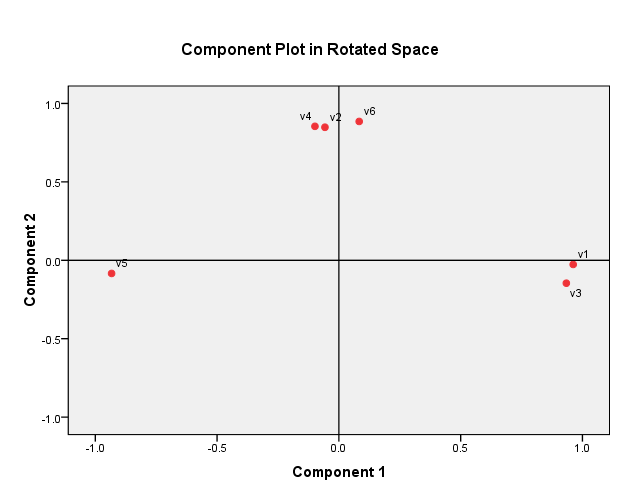 Component Plot in Rotated Space
1.0
0.5
0.0
-0.5
-1.0
Component 2
v4
v2
v6
v5
v1
v3
-1.0
-0.5
0.0
0.5
1.0
Component 1